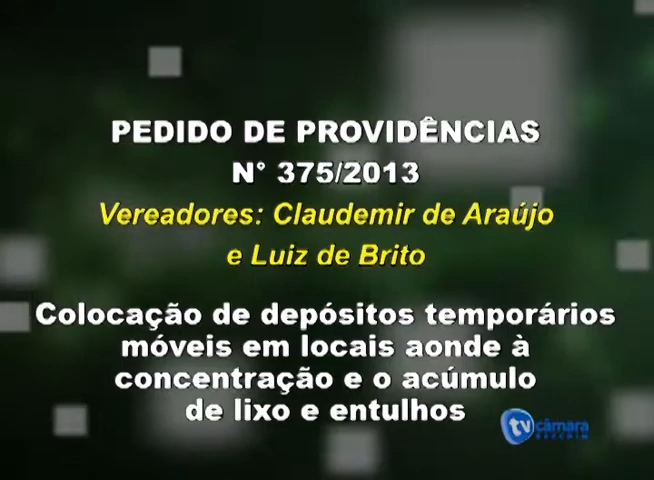 PEDIDO DE PROVIDÊNCIAS
N° 375/2013
Vereadores: Claudemir de Araújo
e Luiz de Brito
Colocação de depósitos temporários
móveis em locais aonde à
concentração e o acúmulo
de lixo e entulhos
tv câmara
ERECHIM